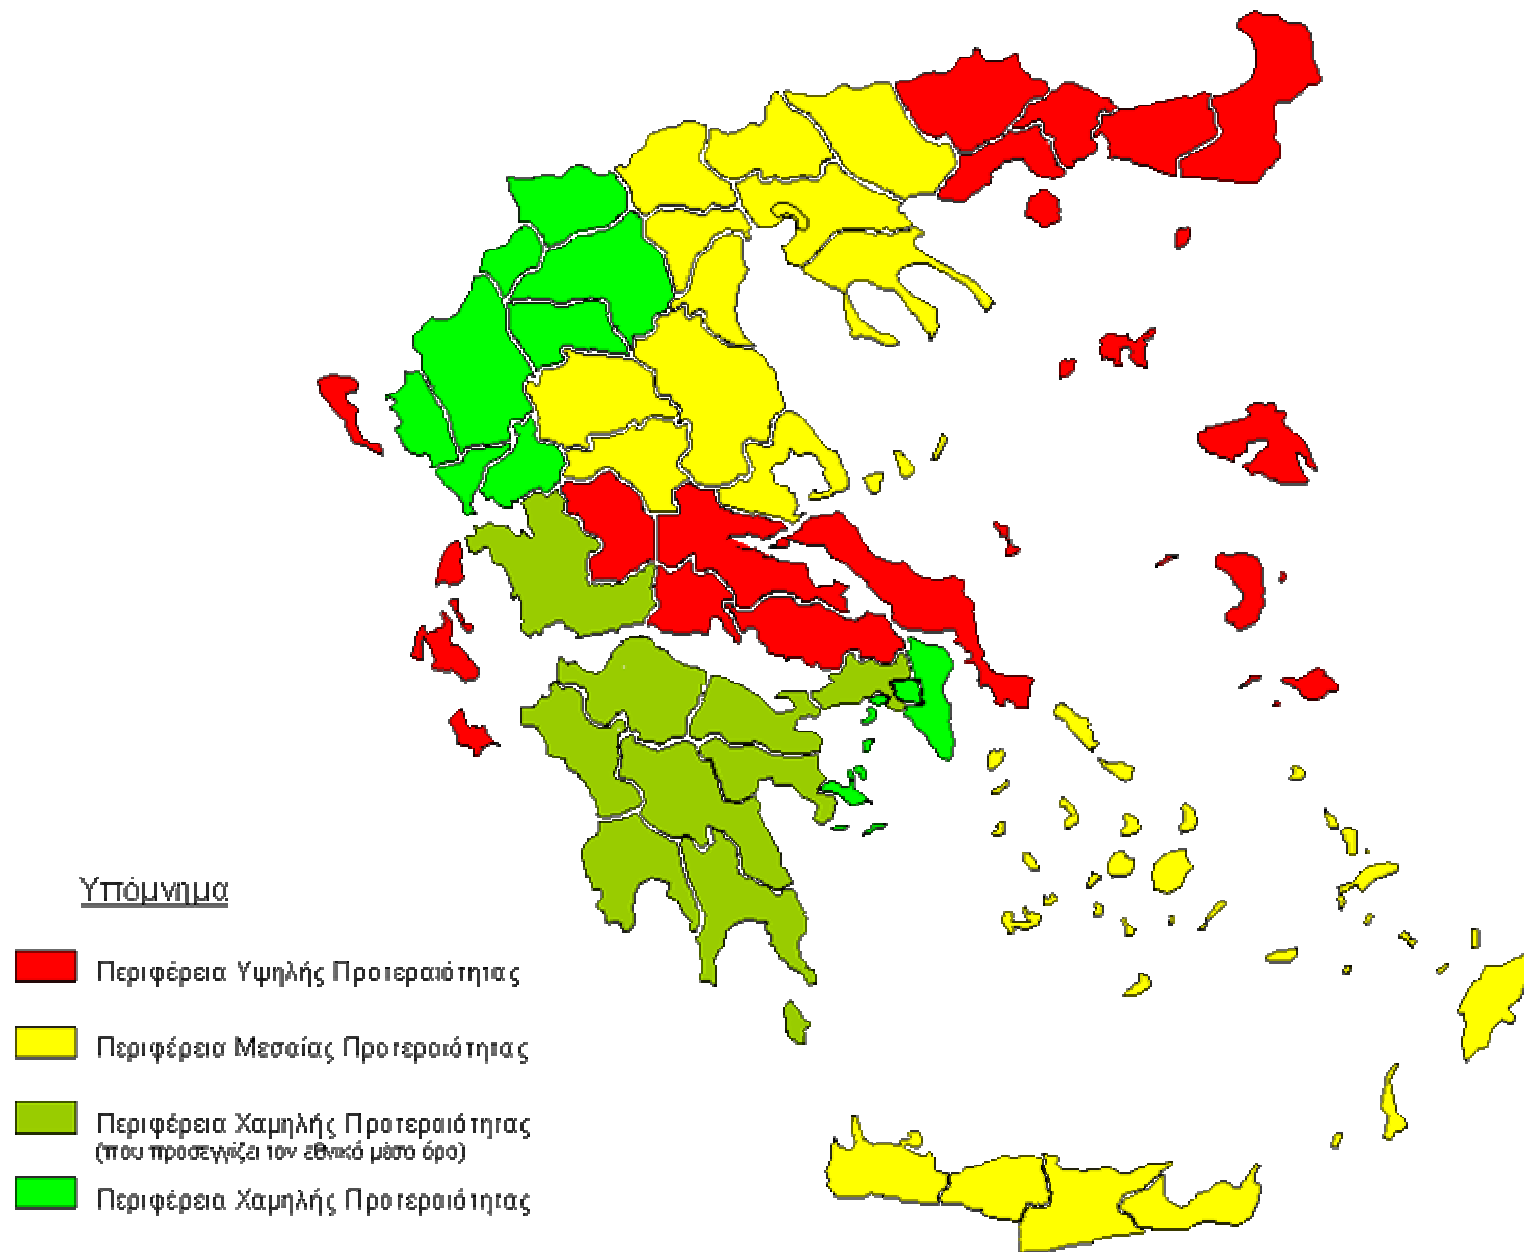 Υπόμνημα
Περιφέρεια Υψηλής Προτεραιότητας
Περιφέρεια Μεσαίας Προτεραιότητας
Περιφέρεια Χαμηλής Προτεραιότητας
(που προσεγγίζει τον εθνικό μέσο όρο)
Περιφέρεια Χαμηλής Προτεραιότητας